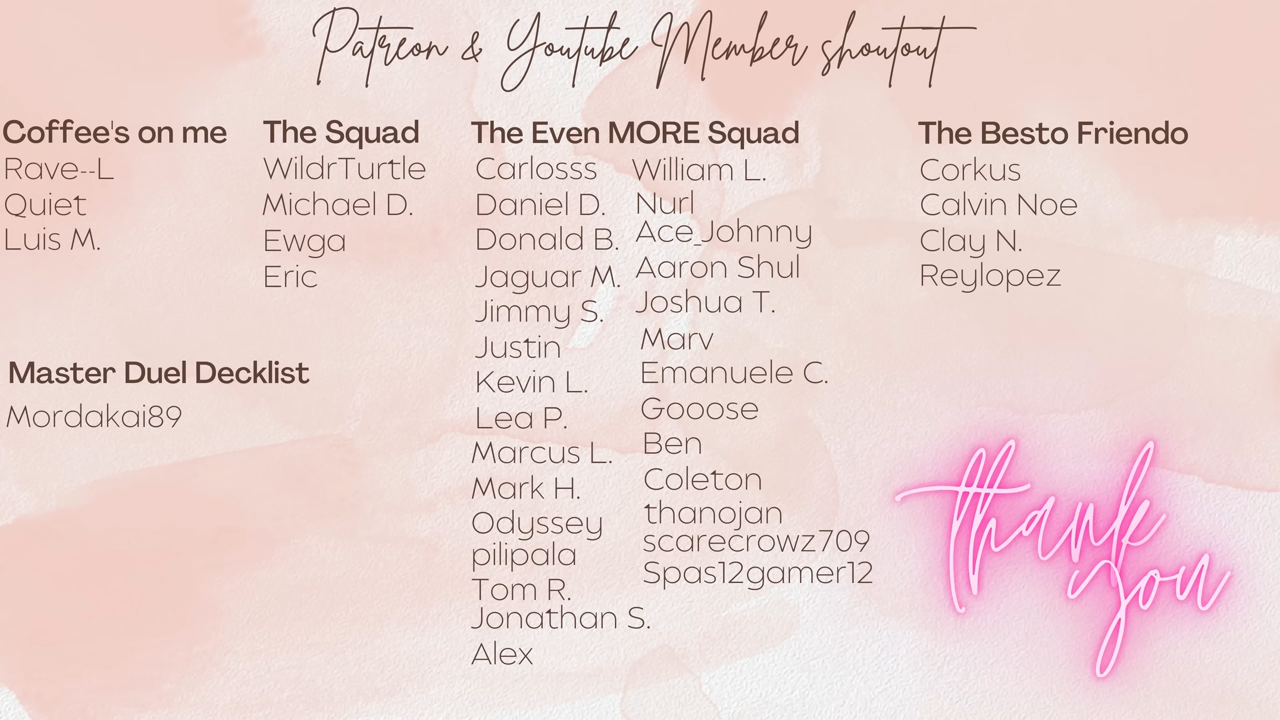 Patreon & Youtube Member shoutout
Coffee's on me
Rave--L
Quiet
Luis M.
Master Duel Decklist
Mordakai89
The Squad
WildrTurtle
Michael D.
Ewga
Eric
The Even MORE Squad
Carlosss
Daniel D.
Donald B.
Jaguar M.
Jimmy S.
Justin
Kevin L.
Lea P.
Marcus L.
Mark H.
Odyssey
pilipala
Tom R.
Jonathan S.
Alex
William L.
Nurl
Ace_Johnny
Aaron Shul
Joshua T.
Marv
Emanuele C.
Gooose
Ben
Coleton
thanojan
scarecrowz709
Spas12gamer12
The Besto Friendo
Corkus
Calvin Noe
Clay N.
Reylopez
thank
you